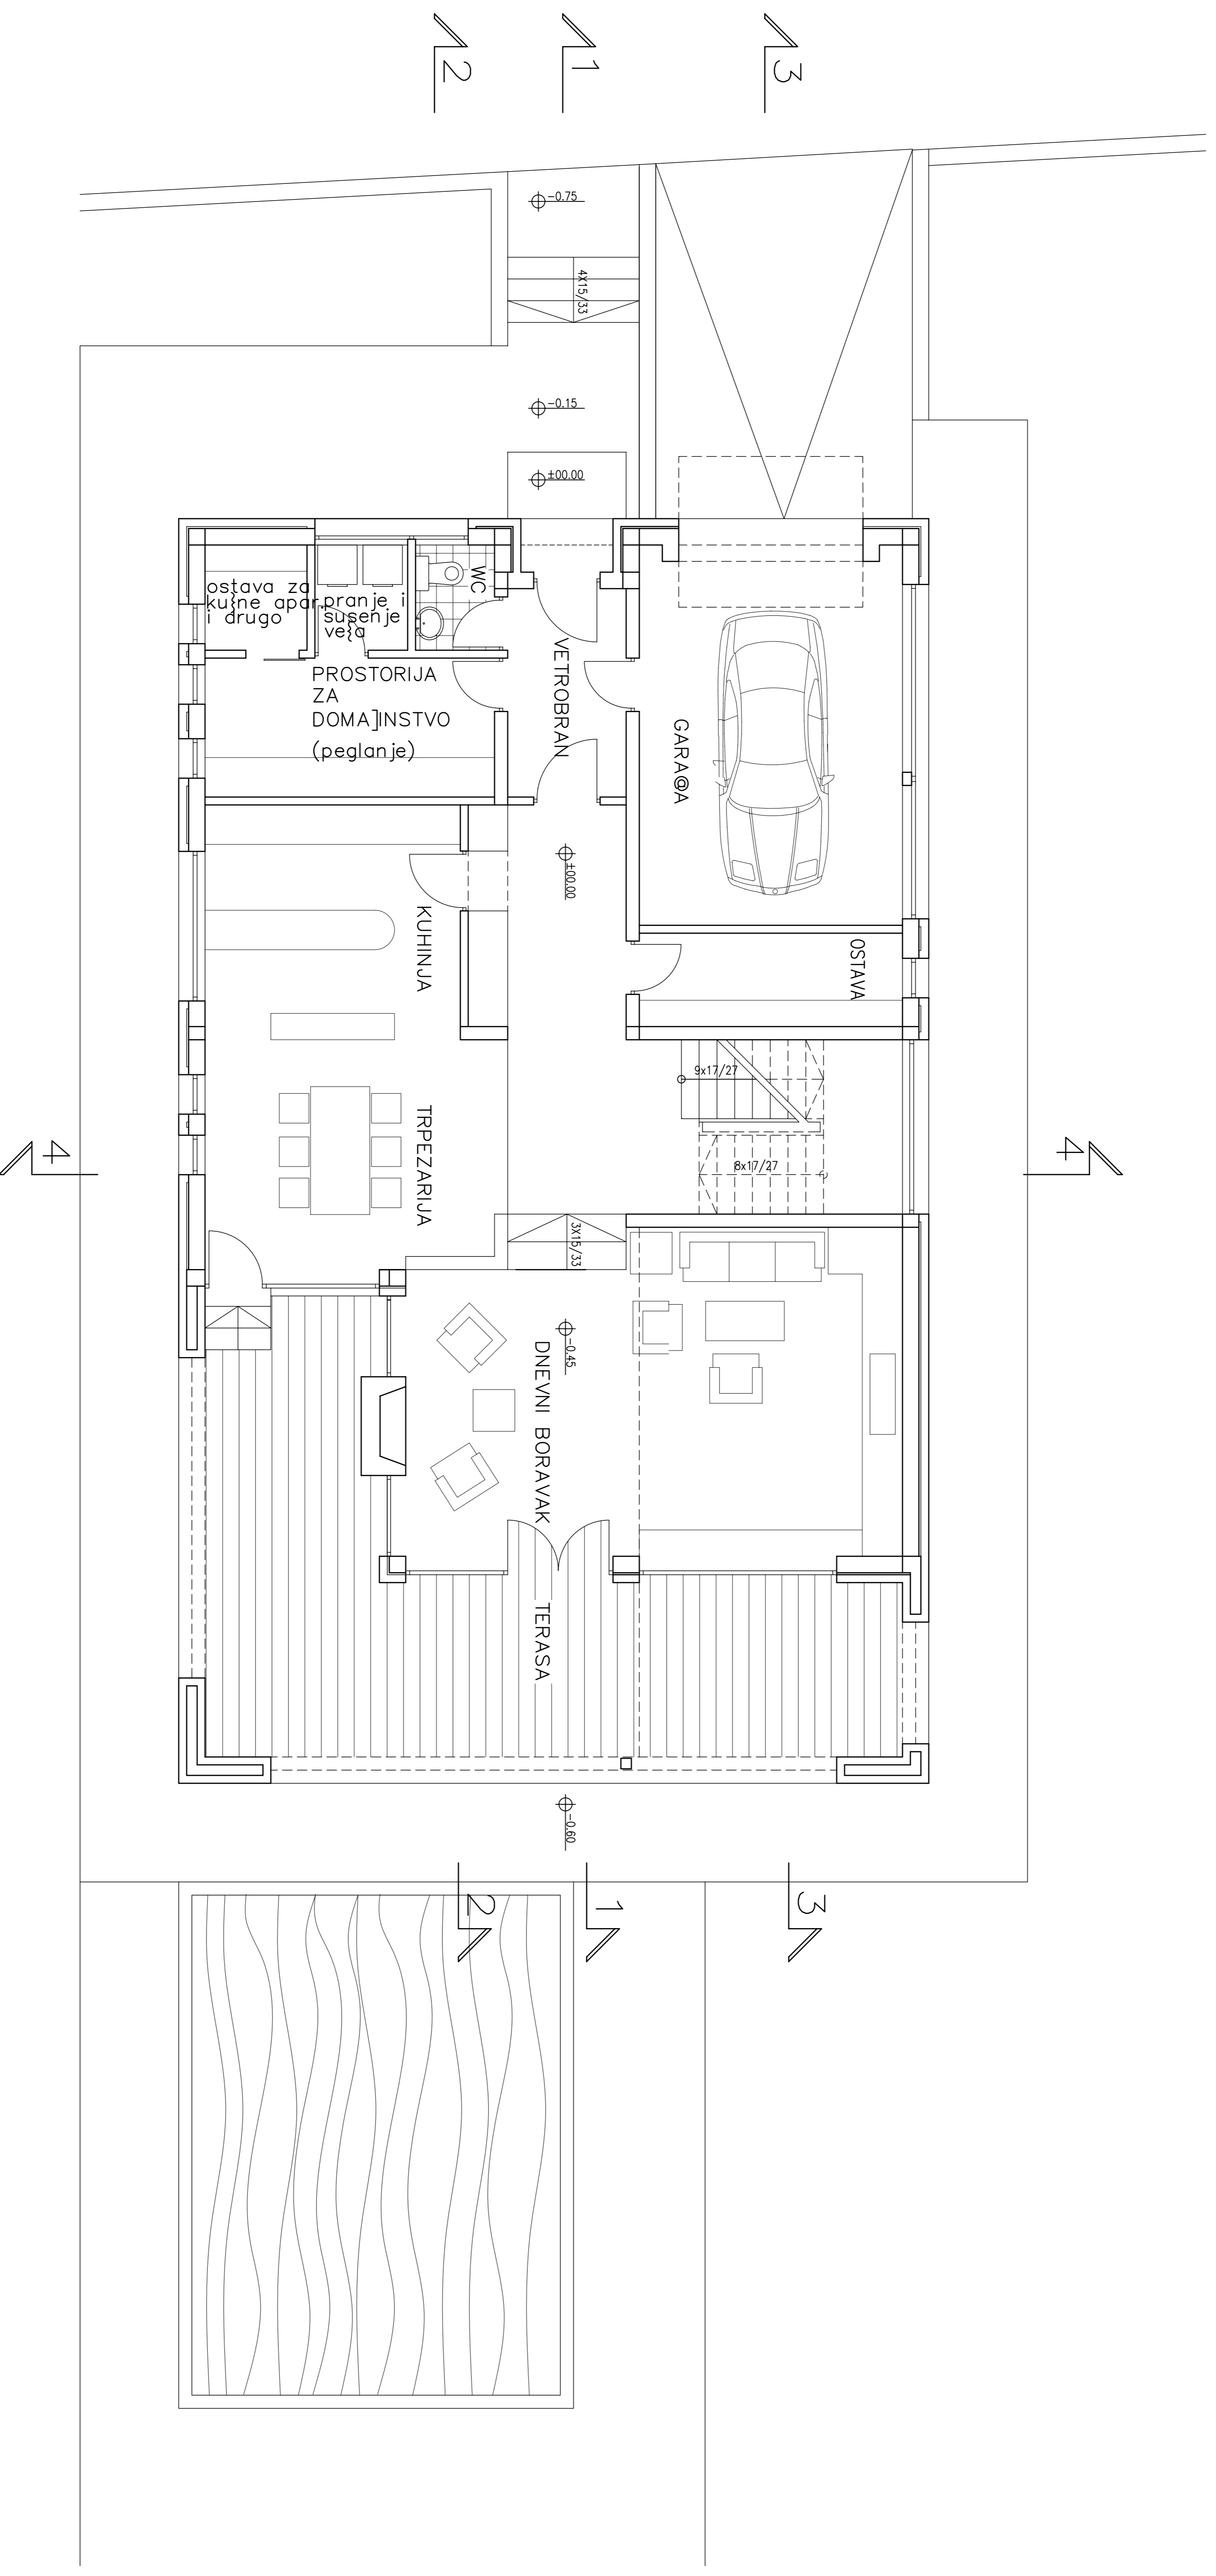 2
1
3
-0.75
4X15/33
-0.15
±00.00
WC
ostava za
ku{ne apar.
i drugo
pranje i
susenje
ve{a
VETROBRAN
PROSTORIJA
ZA
DOMA]INSTVO
(peglanje)
GARA@A
±00.00
KUHINJA
OSTAVA
9x17/27
TRPEZARIJA
8x17/27
4
4
3X15/33
-0.45
DNEVNI BORAVAK
TERASA
-0.60
2
1
3